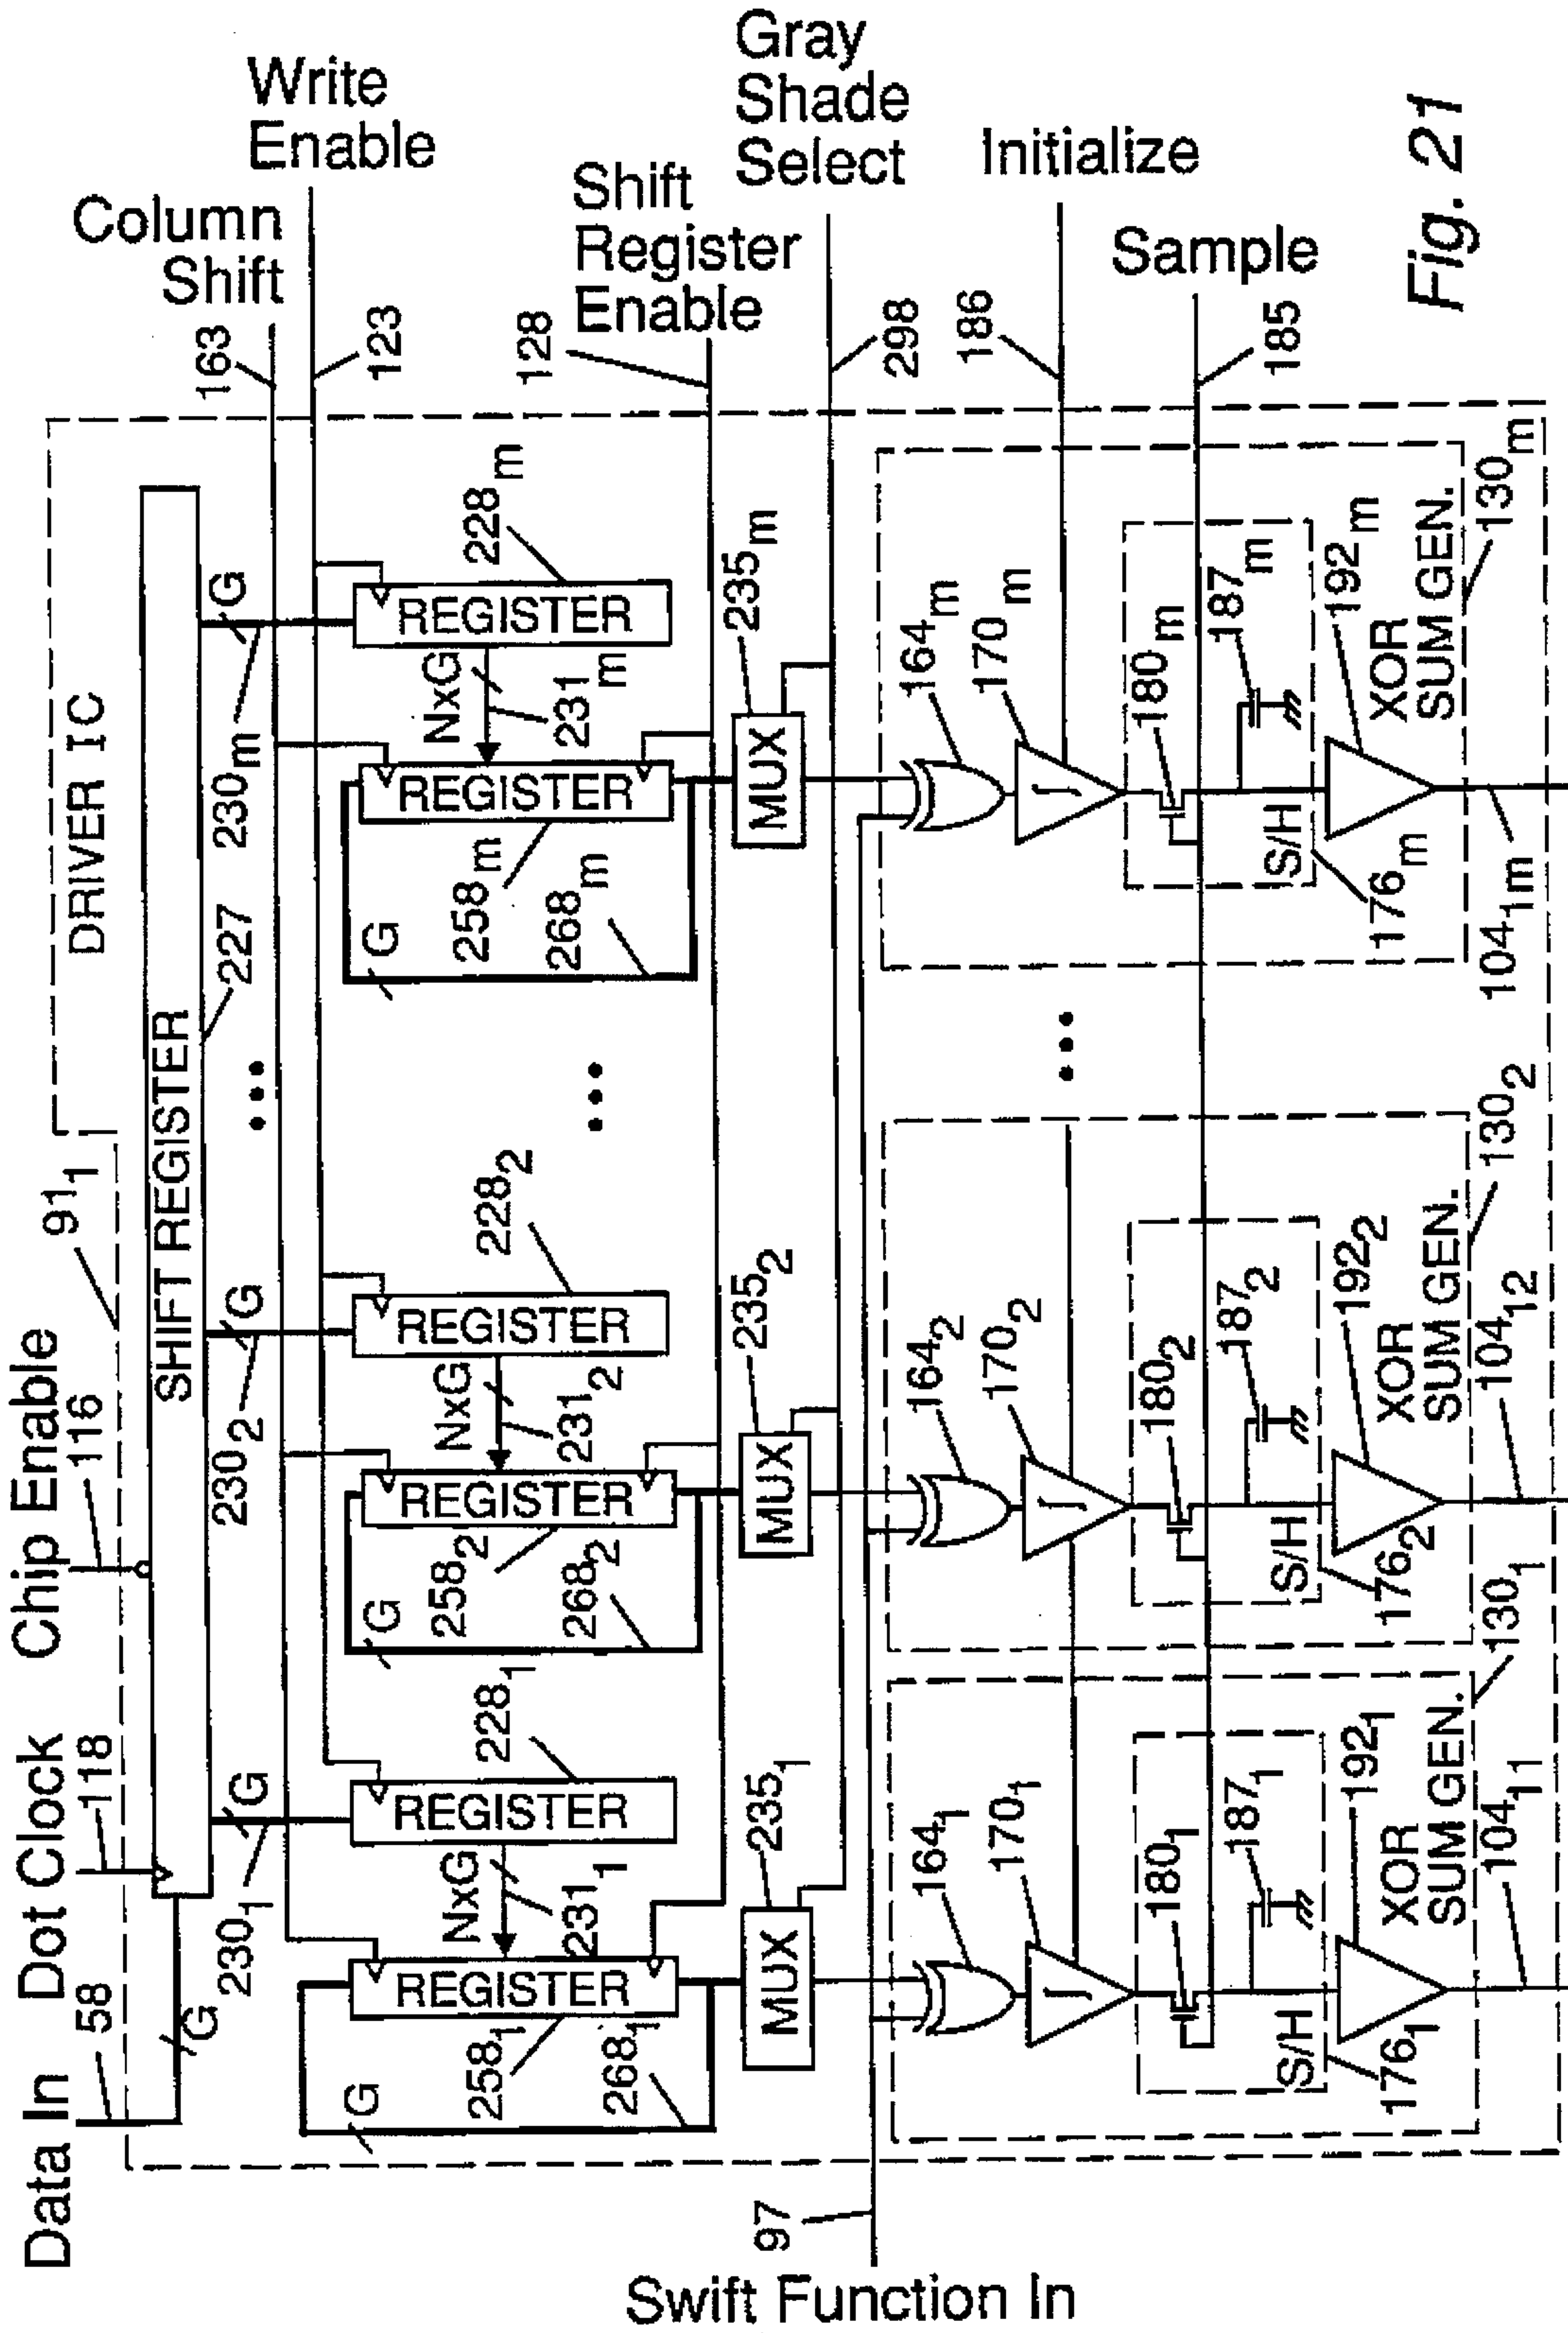 Data In
58
Dot Clock
118
Chip Enable
116
91₁
DRIVER IC
G
SHIFT REGISTER
227
Column
Shift
163
Write
Enable
123
230₁
G
230₂
G
230m
G
...
REGISTER
228₁
REGISTER
228₂
REGISTER
228m
NxG
231₁
NxG
231₂
NxG
231m
G
REGISTER
258₁
268₁
G
REGISTER
258₂
268₂
...
G
REGISTER
258m
268m
Shift
Register
Enable
128
MUX
235₁
MUX
235₂
MUX
235m
Gray
Shade
Select
298
97
Swift Function In
164₁
164₂
164m
170₁
170₂
...
170m
Initialize
186
∫
∫
∫
180₁
180₂
180m
Sample
185
187₁
187₂
187m
S/H
176₁
S/H
176₂
S/H
176m
192₁
192₂
192m
XOR
SUM GEN.
130₁
XOR
SUM GEN.
130₂
XOR
SUM GEN.
130m
104₁₁
104₁₂
104₁m
Fig. 21